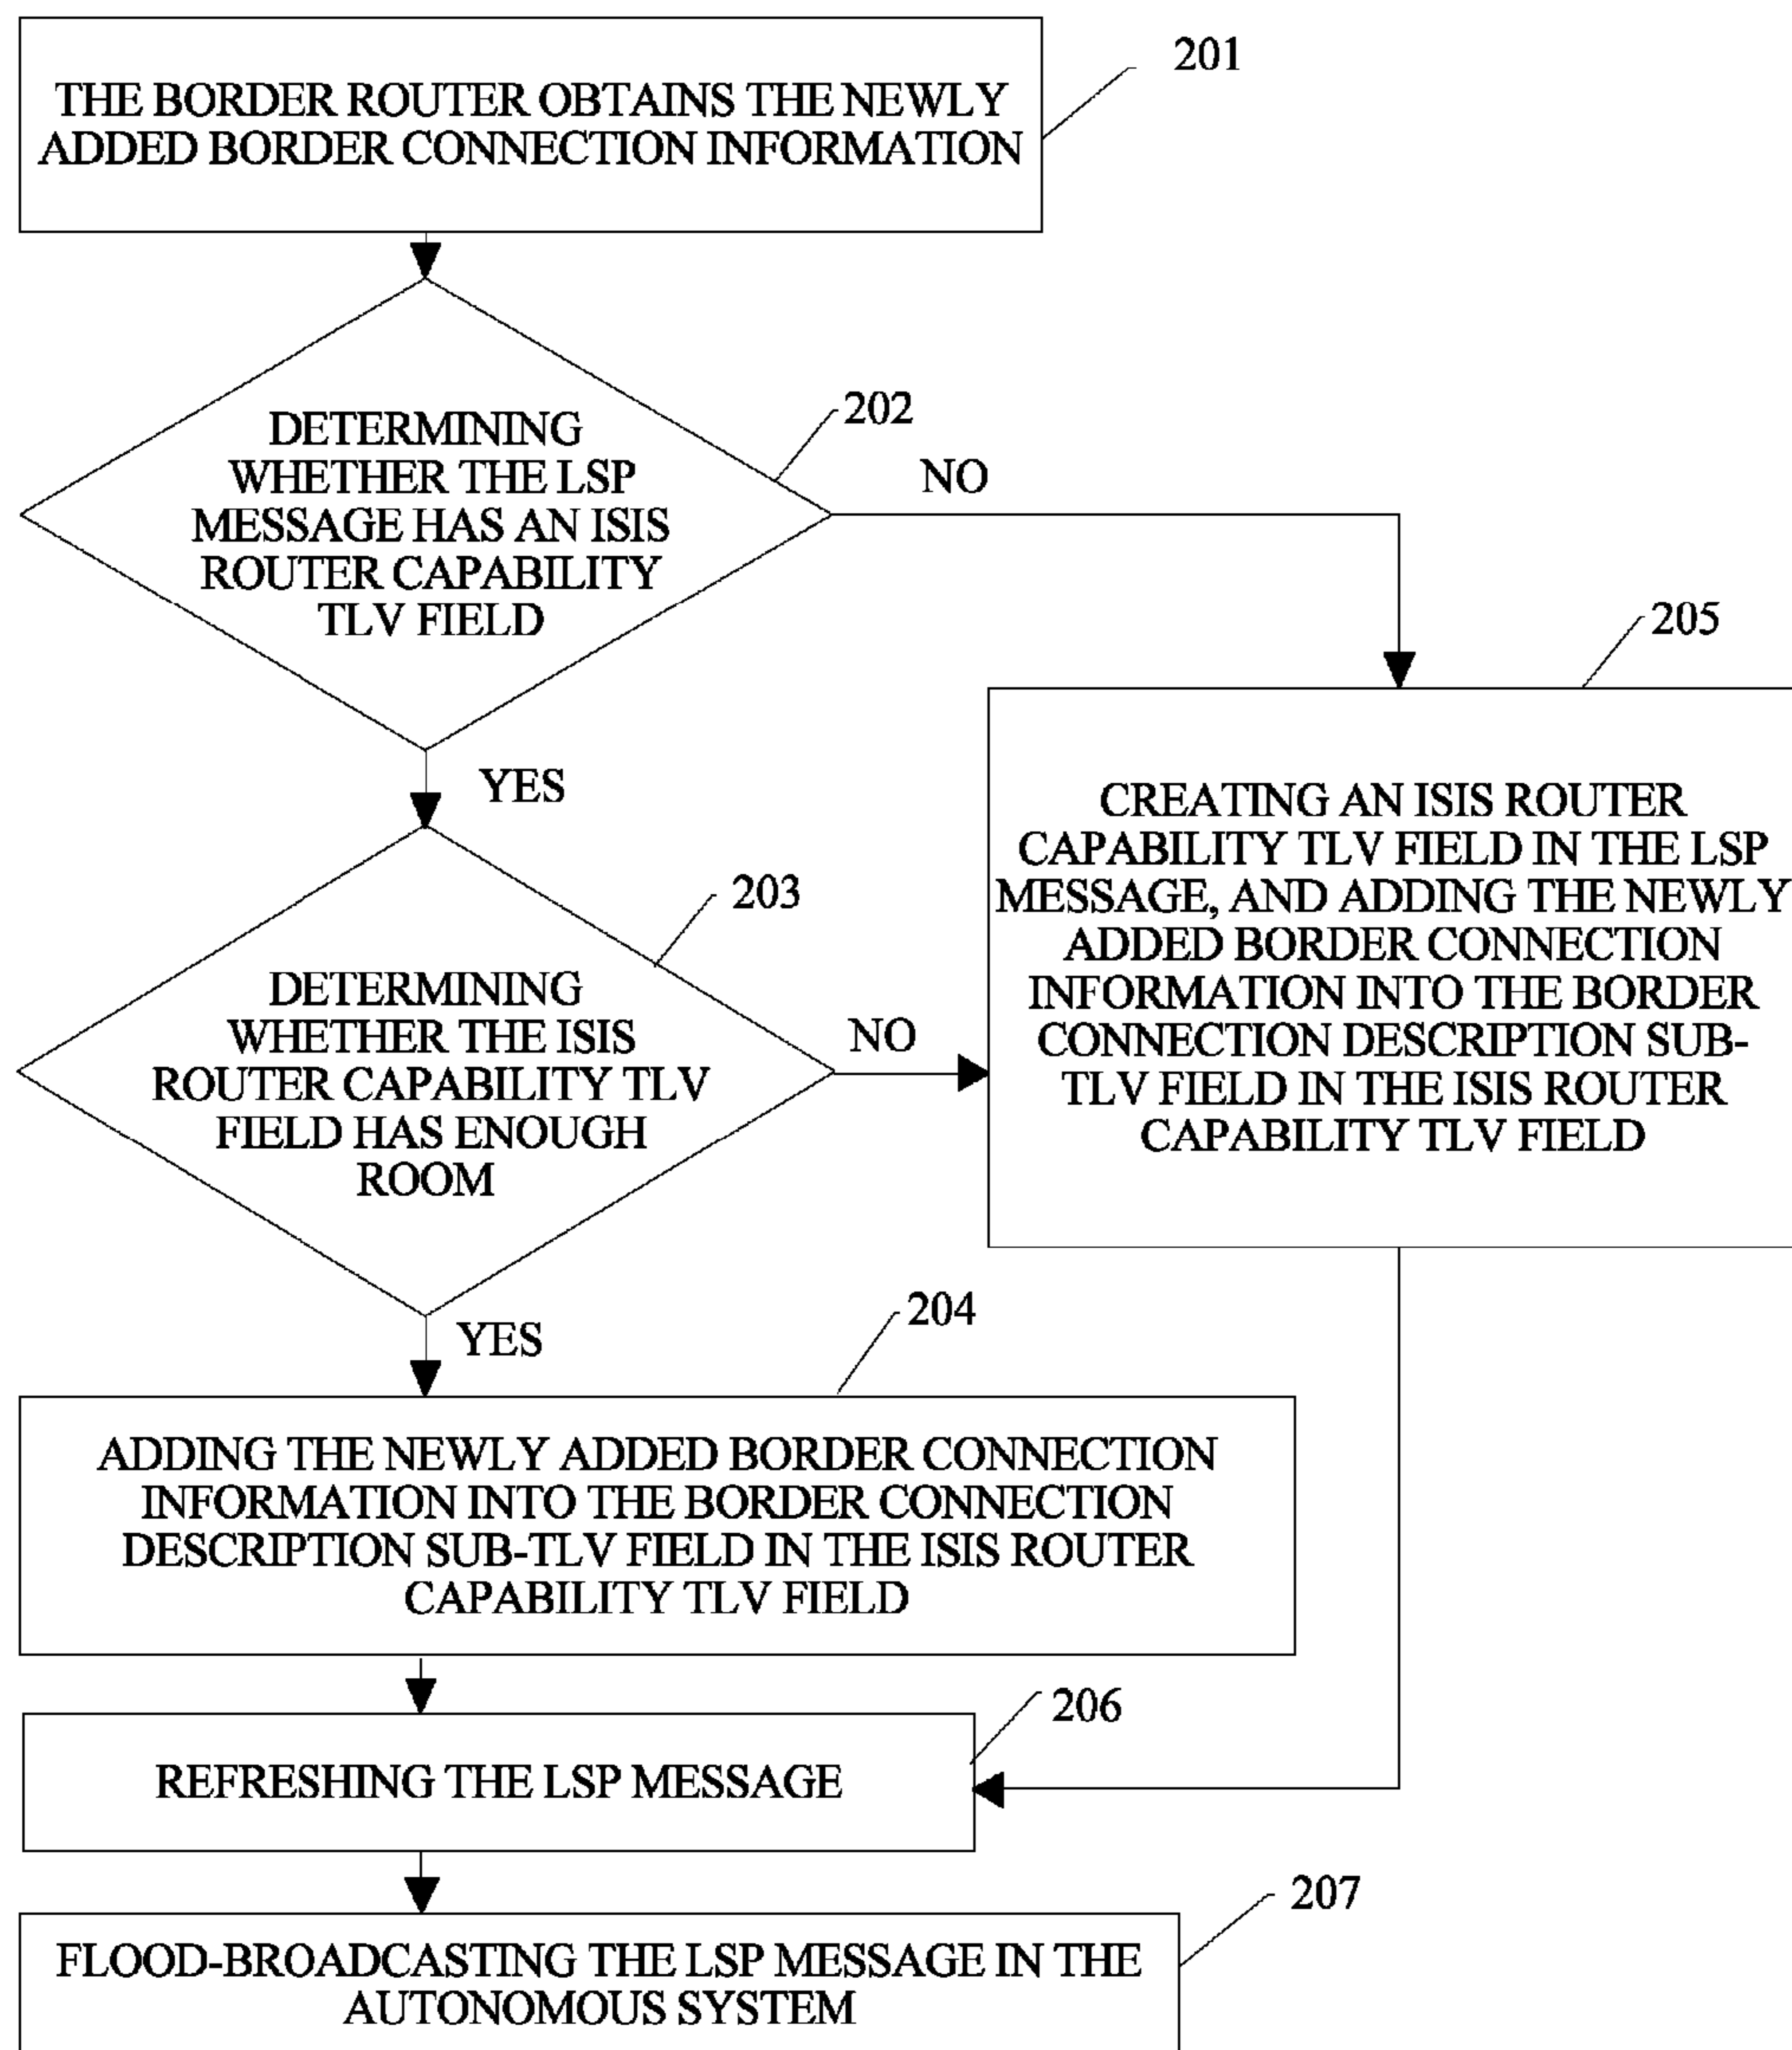 201
THE BORDER ROUTER OBTAINS THE NEWLY
ADDED BORDER CONNECTION INFORMATION
202
DETERMINING
WHETHER THE LSP
MESSAGE HAS AN ISIS
ROUTER CAPABILITY
TLV FIELD
NO
YES
203
DETERMINING
WHETHER THE ISIS
ROUTER CAPABILITY TLV
FIELD HAS ENOUGH
ROOM
NO
YES
205
CREATING AN ISIS ROUTER
CAPABILITY TLV FIELD IN THE LSP
MESSAGE, AND ADDING THE NEWLY
ADDED BORDER CONNECTION
INFORMATION INTO THE BORDER
CONNECTION DESCRIPTION SUB-
TLV FIELD IN THE ISIS ROUTER
CAPABILITY TLV FIELD
204
ADDING THE NEWLY ADDED BORDER CONNECTION
INFORMATION INTO THE BORDER CONNECTION
DESCRIPTION SUB-TLV FIELD IN THE ISIS ROUTER
CAPABILITY TLV FIELD
206
REFRESHING THE LSP MESSAGE
207
FLOOD-BROADCASTING THE LSP MESSAGE IN THE
AUTONOMOUS SYSTEM